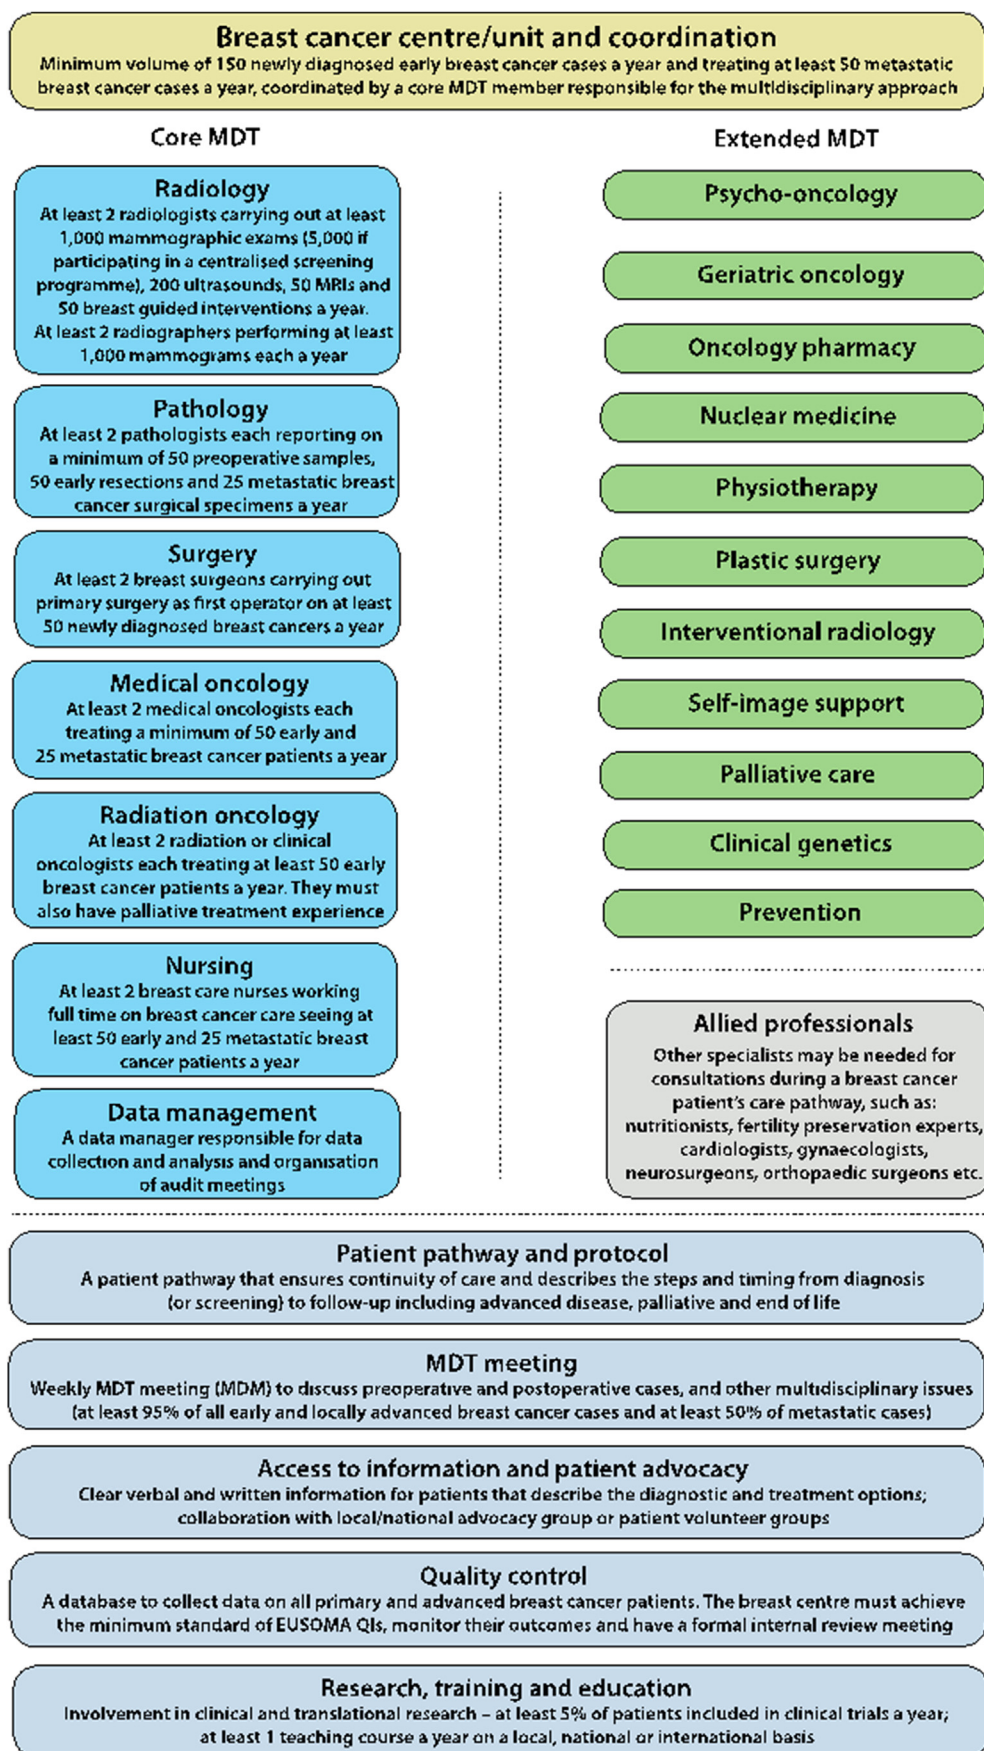 Breast cancer centre/unit and coordination
Minimum volume of 150 newly diagnosed early breast cancer cases a year and treating at least 50 metastatic
breast cancer cases a year, coordinated by a core MDT member responsible for the multidisciplinary approach
Core MDT
Radiology
At least 2 radiologists carrying out at least
1,000 mammographic exams (5,000 if
participating in a centralised screening
programme), 200 ultrasounds, 50 MRIs and
50 breast guided interventions a year.
At least 2 radiographers performing at least
1,000 mammograms each a year
Pathology
At least 2 pathologists each reporting on
a minimum of 50 preoperative samples,
50 early resections and 25 metastatic breast
cancer surgical specimens a year
Surgery
At least 2 breast surgeons carrying out
primary surgery as first operator on at least
50 newly diagnosed breast cancers a year
Medical oncology
At least 2 medical oncologists each
treating a minimum of 50 early and
25 metastatic breast cancer patients a year
Radiation oncology
At least 2 radiation or clinical
oncologists each treating at least 50 early
breast cancer patients a year. They must
also have palliative treatment experience
Nursing
At least 2 breast care nurses working
full time on breast cancer care seeing at
least 50 early and 25 metastatic breast
cancer patients a year
Data management
A data manager responsible for data
collection and analysis and organisation
of audit meetings
Extended MDT
Psycho-oncology
Geriatric oncology
Oncology pharmacy
Nuclear medicine
Physiotherapy
Plastic surgery
Interventional radiology
Self-image support
Palliative care
Clinical genetics
Prevention
Allied professionals
Other specialists may be needed for
consultations during a breast cancer
patient's care pathway, such as:
nutritionists, fertility preservation experts,
cardiologists, gynaecologists,
neurosurgeons, orthopaedic surgeons etc.
Patient pathway and protocol
A patient pathway that ensures continuity of care and describes the steps and timing from diagnosis
(or screening) to follow-up including advanced disease, palliative and end of life
MDT meeting
Weekly MDT meeting (MDM) to discuss preoperative and postoperative cases, and other multidisciplinary issues
(at least 95% of all early and locally advanced breast cancer cases and at least 50% of metastatic cases)
Access to information and patient advocacy
Clear verbal and written information for patients that describe the diagnostic and treatment options;
collaboration with local/national advocacy group or patient volunteer groups
Quality control
A database to collect data on all primary and advanced breast cancer patients. The breast centre must achieve
the minimum standard of EUSOMA QIs, monitor their outcomes and have a formal internal review meeting
Research, training and education
Involvement in clinical and translational research – at least 5% of patients included in clinical trials a year;
at least 1 teaching course a year on a local, national or international basis